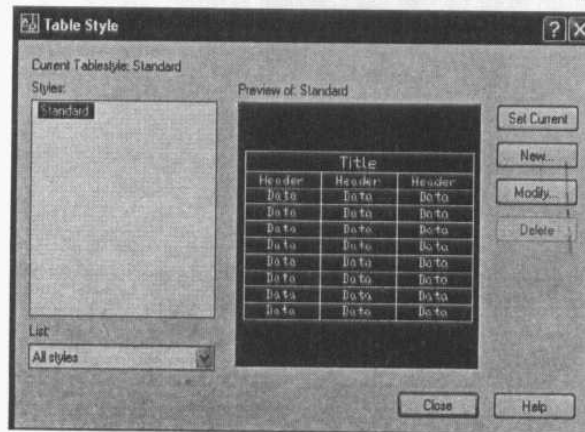 Table Style
Current Tablestyle: Standard
Styles:
Standard
List:
All styles
Preview of: Standard
Title
Header Header Header
Data Data Data
Data Data Data
Data Data Data
Data Data Data
Data Data Data
Data Data Data
Data Data Data
Data Data Data
Set Current
New...
Modify...
Delete
Close
Help